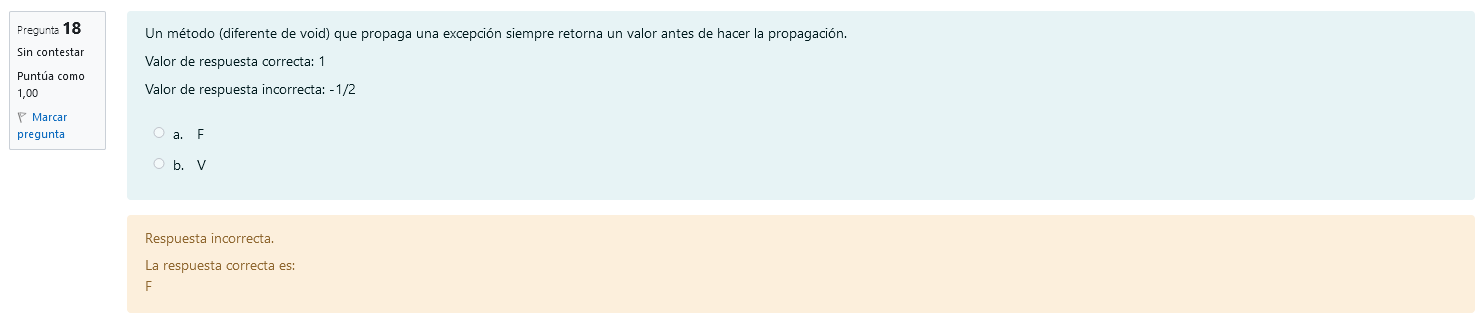 Pregunta 18
Sin contestar
Puntúa como
1,00
Marcar
pregunta
Un método (diferente de void) que propaga una excepción siempre retorna un valor antes de hacer la propagación.
Valor de respuesta correcta: 1
Valor de respuesta incorrecta: -1/2
a. F
b. V
Respuesta incorrecta.
La respuesta correcta es:
F